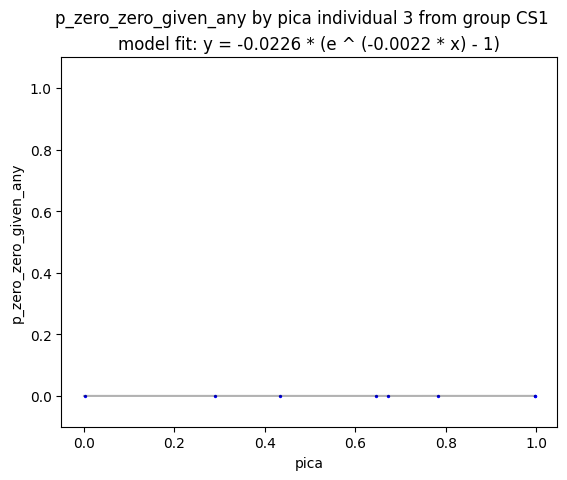 p_zero_zero_given_any by pica individual 3 from group CS1
model fit: y = -0.0226 * (e ^ (-0.0022 * x) - 1)
1.0
0.8
0.6
0.4
0.2
0.0
p_zero_zero_given_any
0.0 0.2 0.4 0.6 0.8 1.0
pica